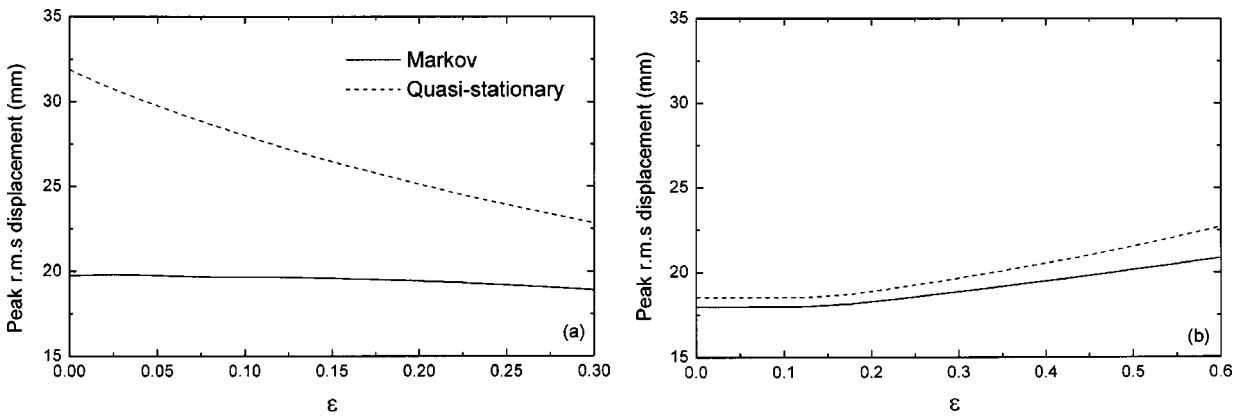 35
30
25
20
15
Peak r.m.s displacement (mm)
Markov
Quasi-stationary
(a)
0.00 0.05 0.10 0.15 0.20 0.25 0.30
ε
35
30
25
20
15
Peak r.m.s displacement (mm)
(b)
0.0 0.1 0.2 0.3 0.4 0.5 0.6
ε